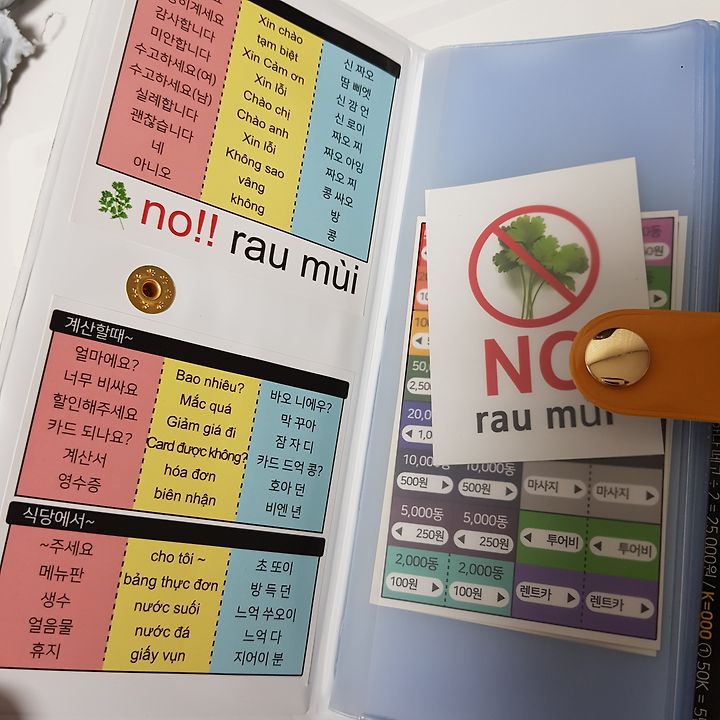 감사합니다
미안합니다
수고하세요(여)
수고하세요(남)
실례합니다
괜찮습니다
네
아니오
Xin chào
tạm biệt
Xin Cảm ơn
Xin lỗi
Chào chị
Chào anh
Xin lỗi
Không sao
vâng
không
신 짜오
땀 삐엣
신 깜 언
신 로이
짜오 찌
짜오 아잉
짜오 찌
콩 싸오
방
콩
no!! rau mùi
계산할때~
얼마에요?
너무 비싸요
할인해주세요
카드 되나요?
계산서
영수증
Bao nhiêu?
Mắc quá
Giảm giá đi
Card được không?
hóa đơn
biên nhận
바오 니에우?
막 꾸아
잠 자 디
카드 드억 콩?
호아 던
비엔 년
식당에서~
~주세요
메뉴판
생수
얼음물
휴지
cho tôi ~
bảng thực đơn
nước suối
nước đá
giấy vụn
초 또이
방 득 던
느억 쑤오이
느억 다
지어이 분
rau mùi
10,000동
10,000동
마사지
마사지
500원
500원
5,000동
5,000동
투어비
투어비
250원
250원
2,000동
2,000동
렌트카
렌트카
100원
100원